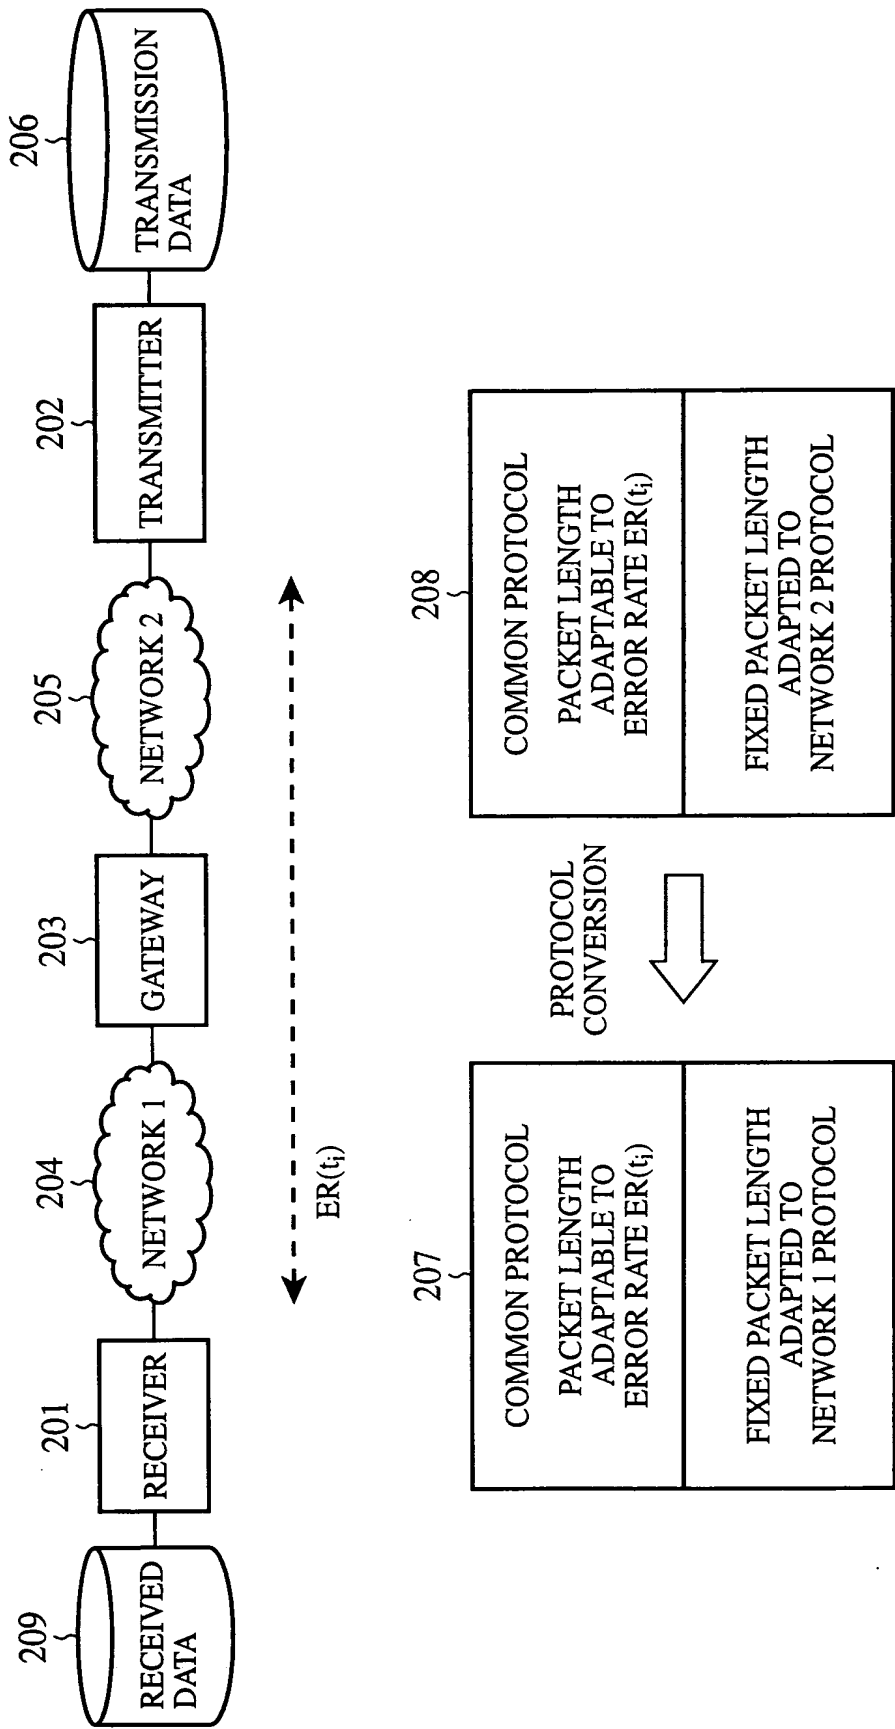 209
201
204
203
205
202
206
RECEIVED
DATA
RECEIVER
NETWORK 1
GATEWAY
NETWORK 2
TRANSMITTER
TRANSMISSION
DATA
ER(tᵢ)
207
COMMON PROTOCOL
PACKET LENGTH
ADAPTABLE TO
ERROR RATE ER(tᵢ)
FIXED PACKET LENGTH
ADAPTED TO
NETWORK 1 PROTOCOL
PROTOCOL
CONVERSION
208
COMMON PROTOCOL
PACKET LENGTH
ADAPTABLE TO
ERROR RATE ER(tᵢ)
FIXED PACKET LENGTH
ADAPTED TO
NETWORK 2 PROTOCOL